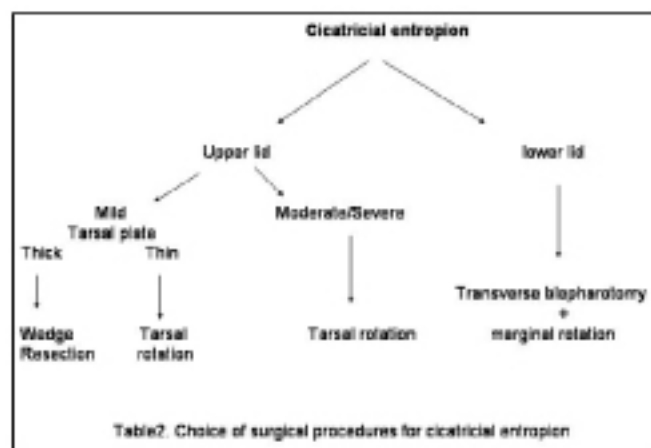 Cicatricial entropion
Upper lid
lower lid
Mild
Tarsal plate
Moderate/Severe
Thick
Thin
Transverse blepharotomy
+
marginal rotation
Wedge
Resection
Tarsal
rotation
Tarsal rotation
Table2. Choice of surgical procedures for cicatricial entropion